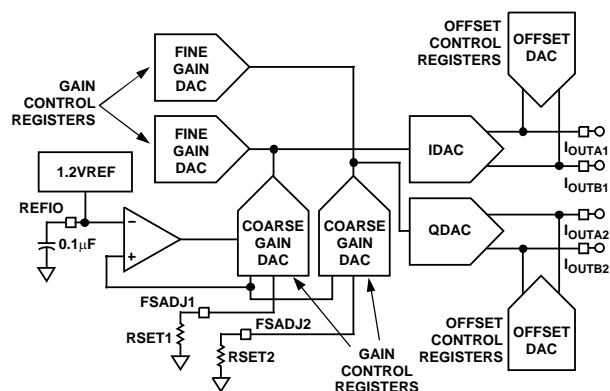 OFFSET
CONTROL
REGISTERS
OFFSET
DAC
FINE
GAIN
DAC
GAIN
CONTROL
REGISTERS
FINE
GAIN
DAC
IDAC
IOUTA1
IOUTB1
1.2VREF
REFIO
0.1µF
–
+
COARSE
GAIN
DAC
COARSE
GAIN
DAC
QDAC
IOUTA2
IOUTB2
FSADJ1
RSET1
FSADJ2
RSET2
GAIN
CONTROL
REGISTERS
OFFSET
CONTROL
REGISTERS
OFFSET
DAC